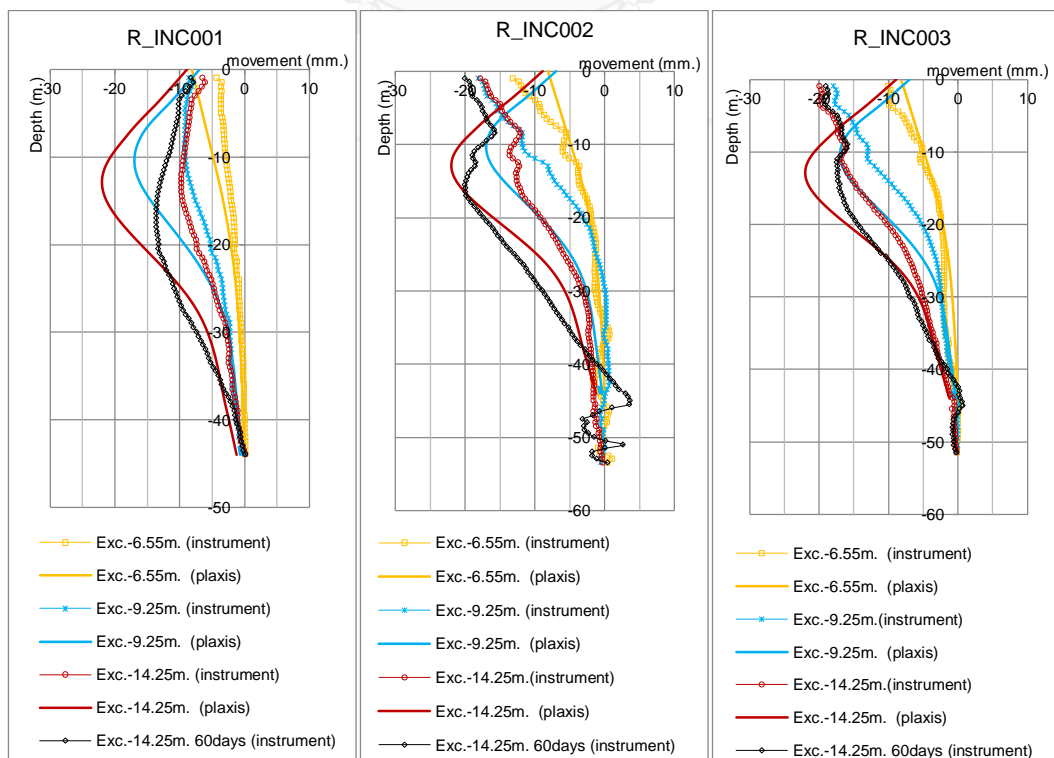 R_INC001
movement (mm.)
-30 -20 -10 0 10
Depth (m.)
0
-10
-20
-30
-40
-50
Exc.-6.55m. (instrument)
Exc.-6.55m. (plaxis)
Exc.-9.25m. (instrument)
Exc.-9.25m. (plaxis)
Exc.-14.25m. (instrument)
Exc.-14.25m. (plaxis)
Exc.-14.25m. 60days (instrument)
R_INC002
movement (mm.)
-30 -20 -10 0 10
Depth (m.)
0
-10
-20
-30
-40
-50
-60
Exc.-6.55m. (instrument)
Exc.-6.55m. (plaxis)
Exc.-9.25m. (instrument)
Exc.-9.25m. (plaxis)
Exc.-14.25m.(instrument)
Exc.-14.25m. (plaxis)
Exc.-14.25m. 60days (instrument)
R_INC003
movement (mm.)
-30 -20 -10 0 10
Depth (m.)
0
-10
-20
-30
-40
-50
-60
Exc.-6.55m. (instrument)
Exc.-6.55m. (plaxis)
Exc.-9.25m.(instrument)
Exc.-9.25m. (plaxis)
Exc.-14.25m.(instrument)
Exc.-14.25m. (plaxis)
Exc.-14.25m. 60days (instrument)